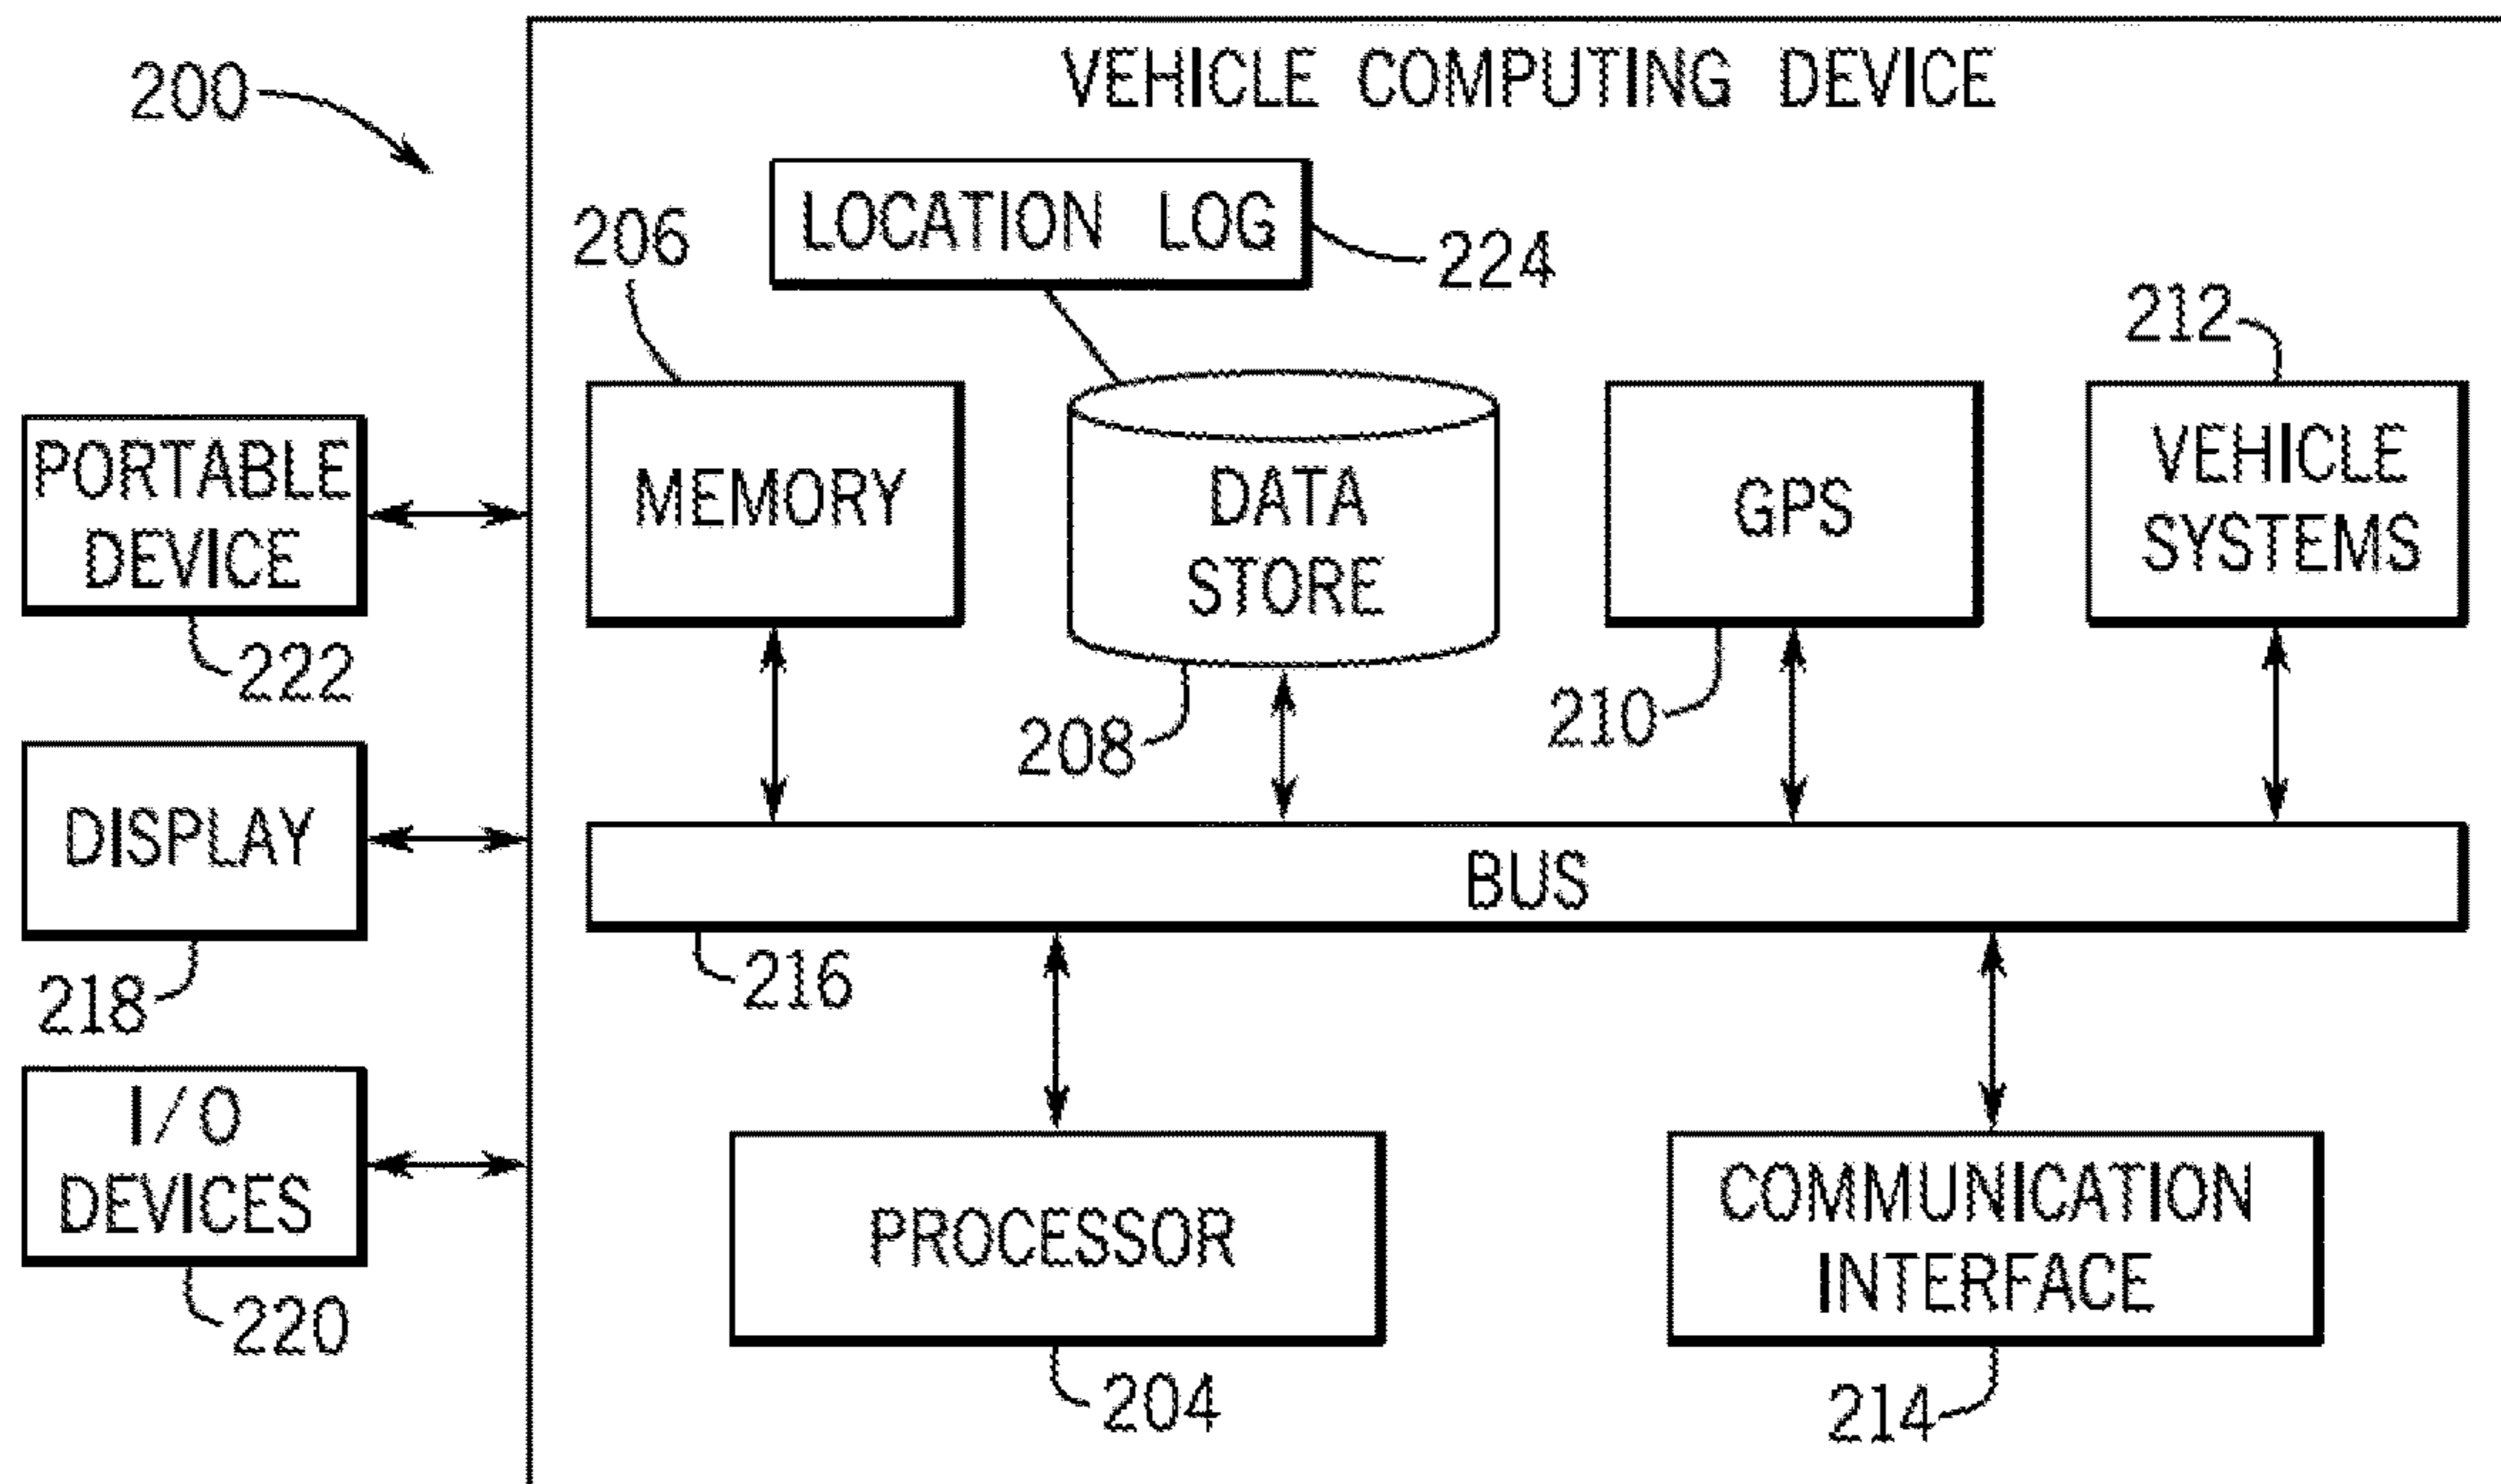 200
VEHICLE COMPUTING DEVICE
LOCATION LOG
206
224
212
PORTABLE
DEVICE
222
MEMORY
DATA
STORE
208
GPS
210
VEHICLE
SYSTEMS
DISPLAY
218
BUS
216
I/O
DEVICES
220
PROCESSOR
204
COMMUNICATION
INTERFACE
214